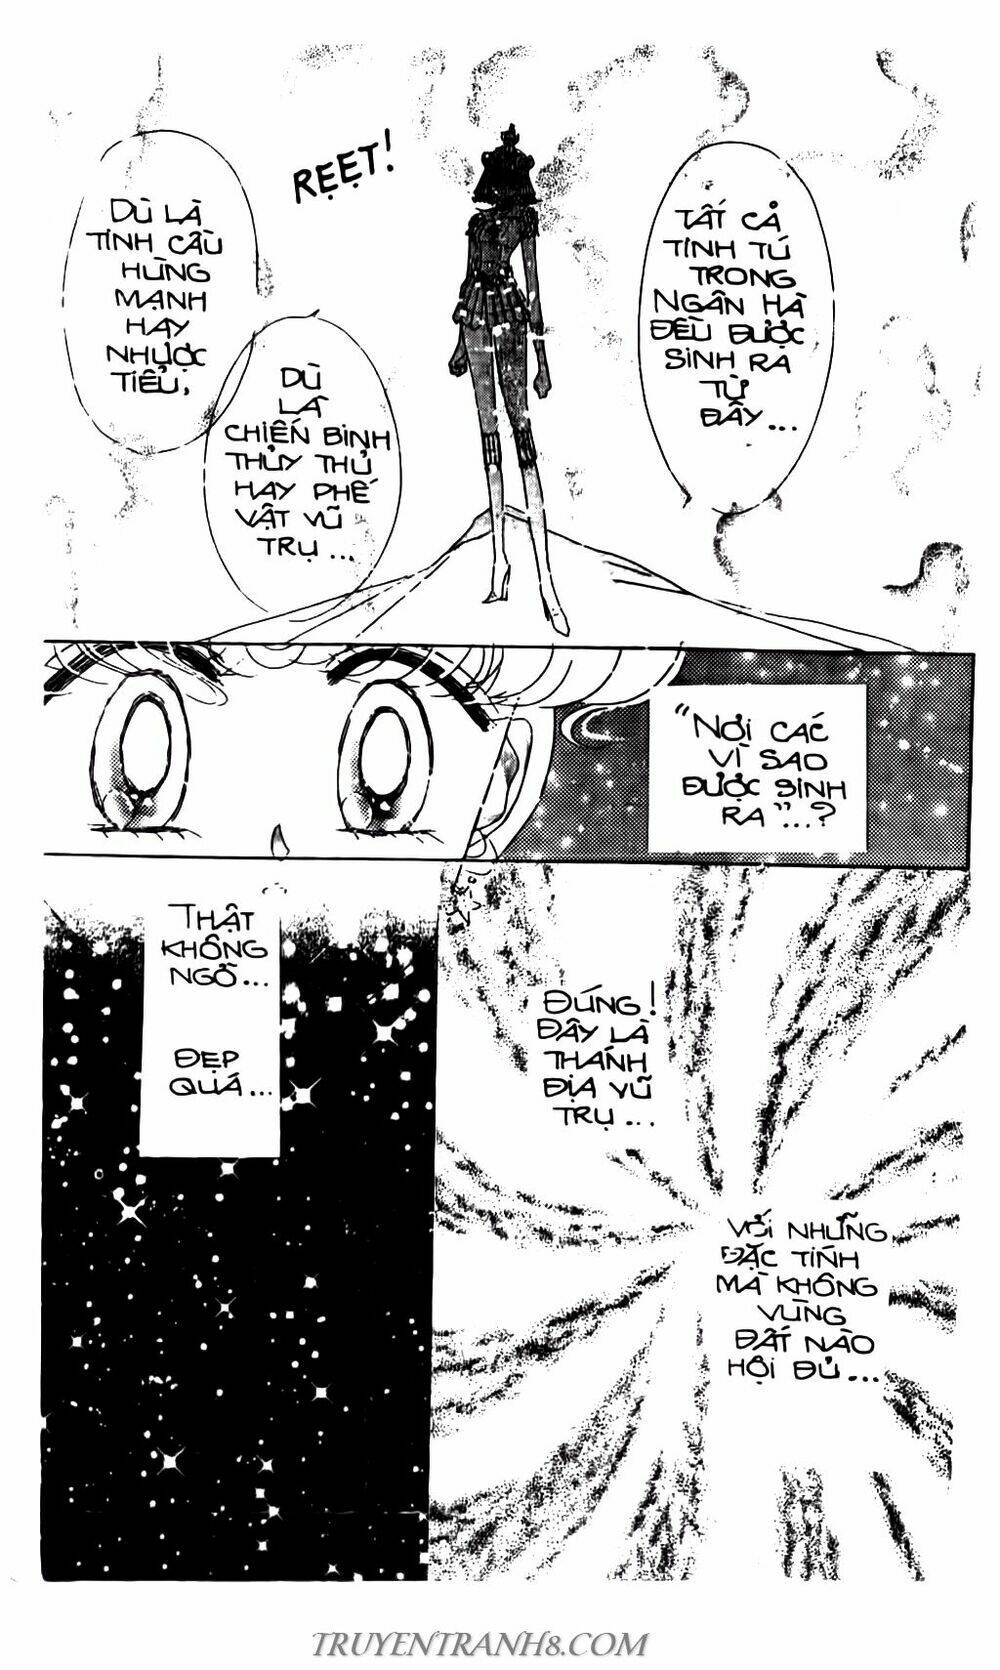 TẤT CẢ
TINH TÚ
TRONG
NGÂN HÀ
ĐỀU ĐƯỢC
SINH RA
TỪ
ĐÂY...
RẸẸT!
DÙ LÀ
TINH CẦU
HÙNG
MẠNH
HAY
NHƯỢC
TIỂU,
DÙ
LÀ
CHIẾN BINH
THỦY THỦ
HAY PHẾ
VẬT VŨ
TRỤ...
"NƠI CÁC
VÌ SAO
ĐƯỢC SINH
RA"...?
THẬT
KHÔNG
NGỜ...
ĐẸP
QUÁ...
ĐÚNG!
ĐÂY LÀ
THÁNH
ĐỊA VŨ
TRỤ...
VỚI NHỮNG
ĐẶC TÍNH
MÀ KHÔNG
VÙNG
ĐẤT NÀO
HỘI ĐỦ...
TRUYENTRANH8.COM